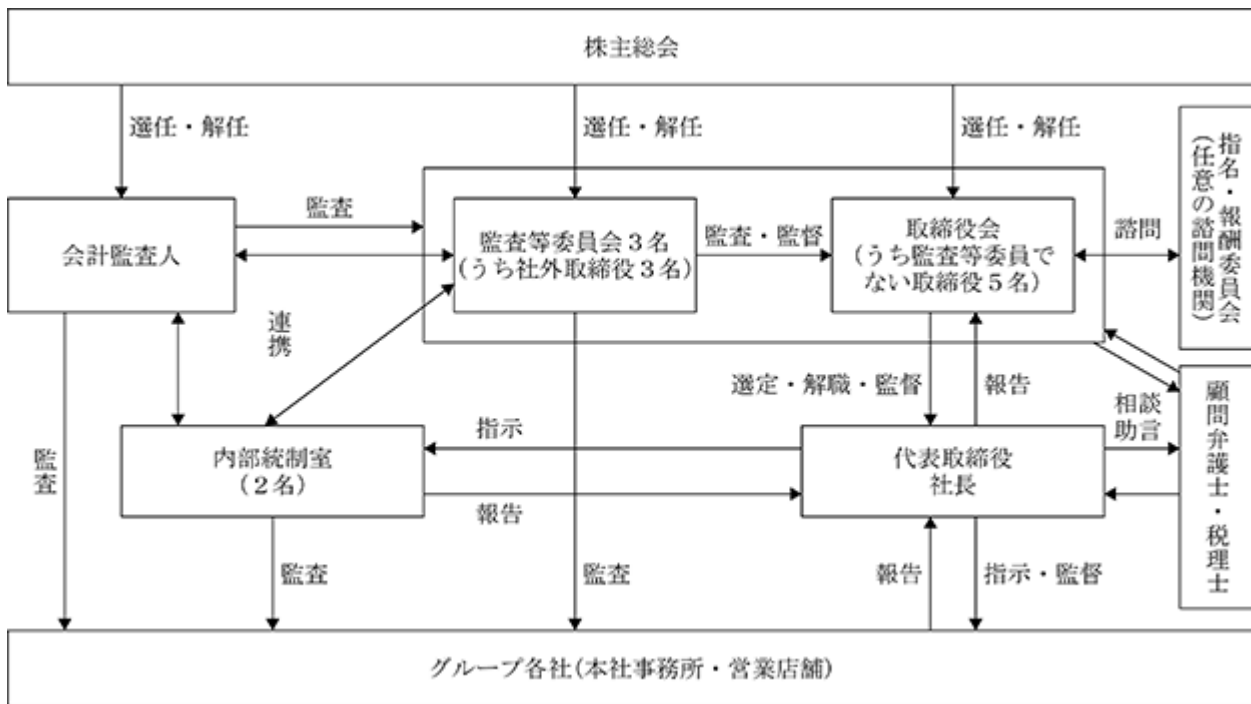 株主総会
選任・解任
選任・解任
選任・解任
指名・報酬委員会
(任意の諮問機関)
監査
会計監査人
監査等委員会3名
(うち社外取締役3名)
監査・監督
取締役会
(うち監査等委員で
ない取締役5名)
諮問
連携
選定・解職・監督
報告
相談
助言
顧問弁護士・税理士
指示
内部統制室
(2名)
代表取締役
社長
報告
監査
監査
監査
報告
指示・監督
グループ各社(本社事務所・営業店舗)